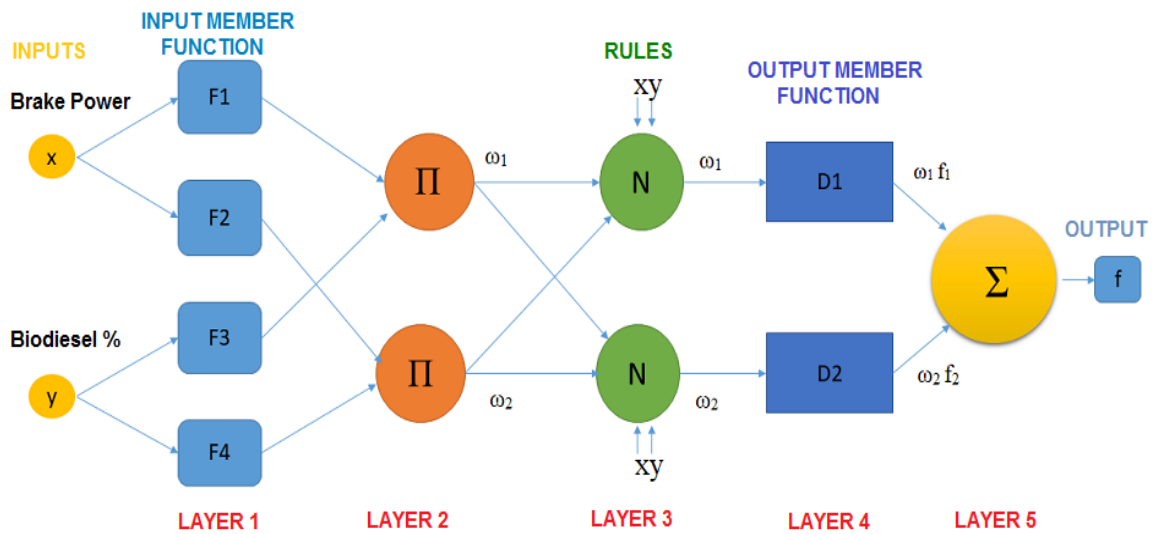 INPUTS
INPUT MEMBER
FUNCTION
RULES
OUTPUT MEMBER
FUNCTION
OUTPUT
Brake Power
x
Biodiesel %
y
F1
F2
F3
F4
Π
ω1
Π
ω2
xy
N
ω1
N
ω2
xy
D1
D2
ω1 f1
ω2 f2
Σ
f
LAYER 1
LAYER 2
LAYER 3
LAYER 4
LAYER 5